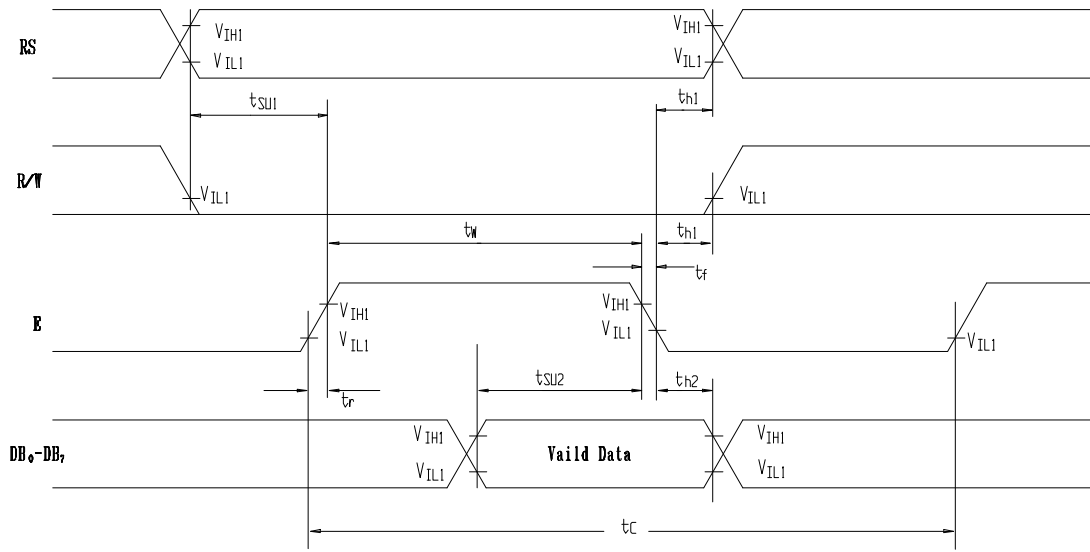 RS
VIH1
VIL1
VIH1
VIL1
tSU1
th1
R/W
VIL1
VIL1
tW
th1
tf
E
VIH1
VIL1
VIH1
VIL1
VIL1
tr
tSU2
th2
DB₀-DB₇
VIH1
VIL1
Vaild Data
VIH1
VIL1
tC